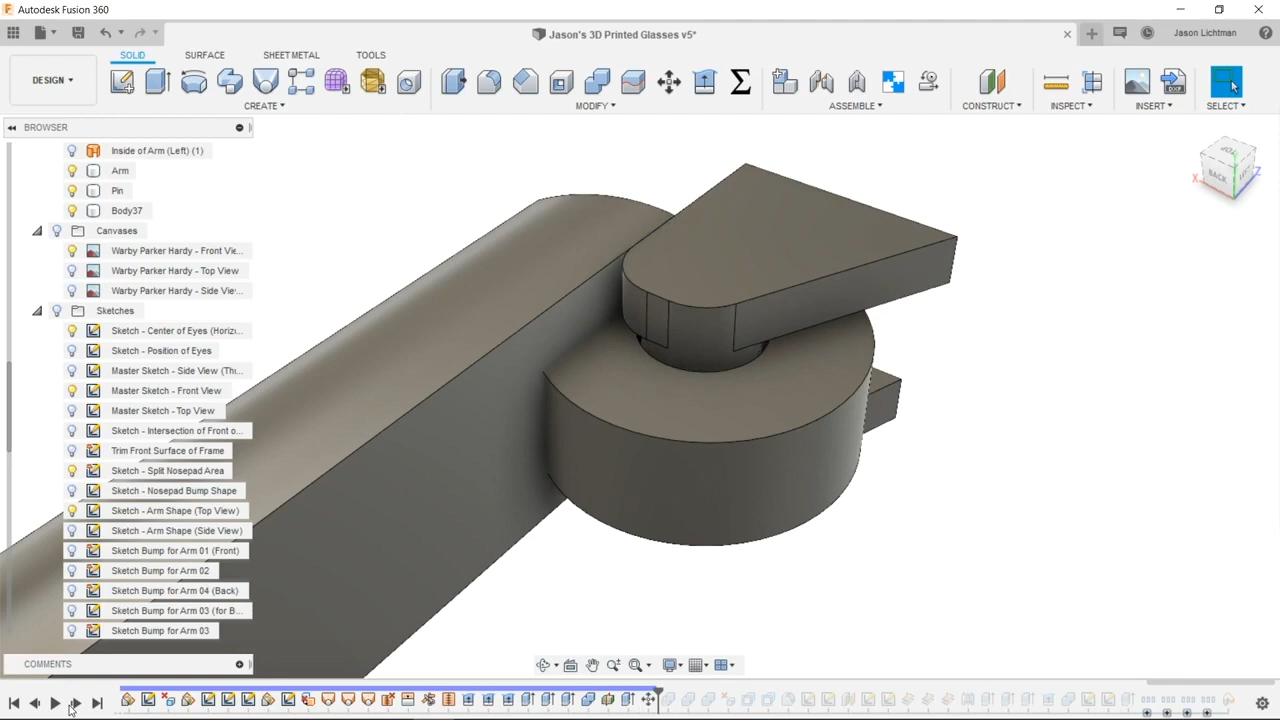 Autodesk Fusion 360
Jason's 3D Printed Glasses v5*
Jason Lichtman
DESIGN
SOLID
SURFACE
SHEET METAL
TOOLS
CREATE
MODIFY
ASSEMBLE
CONSTRUCT
INSPECT
INSERT
SELECT
BROWSER
Inside of Arm (Left) (1)
Arm
Pin
Body37
Canvases
Warby Parker Hardy - Front Vie...
Warby Parker Hardy - Top View
Warby Parker Hardy - Side Vie...
Sketches
Sketch - Center of Eyes (Horizo...
Sketch - Position of Eyes
Master Sketch - Side View (Thi...
Master Sketch - Front View
Master Sketch - Top View
Sketch - Intersection of Front o...
Trim Front Surface of Frame
Sketch - Split Nosepad Area
Sketch - Nosepad Bump Shape
Sketch - Arm Shape (Top View)
Sketch - Arm Shape (Side View)
Sketch Bump for Arm 01 (Front)
Sketch Bump for Arm 02
Sketch Bump for Arm 04 (Back)
Sketch Bump for Arm 03 (for B...
Sketch Bump for Arm 03
COMMENTS
TOP
BACK
X
Z